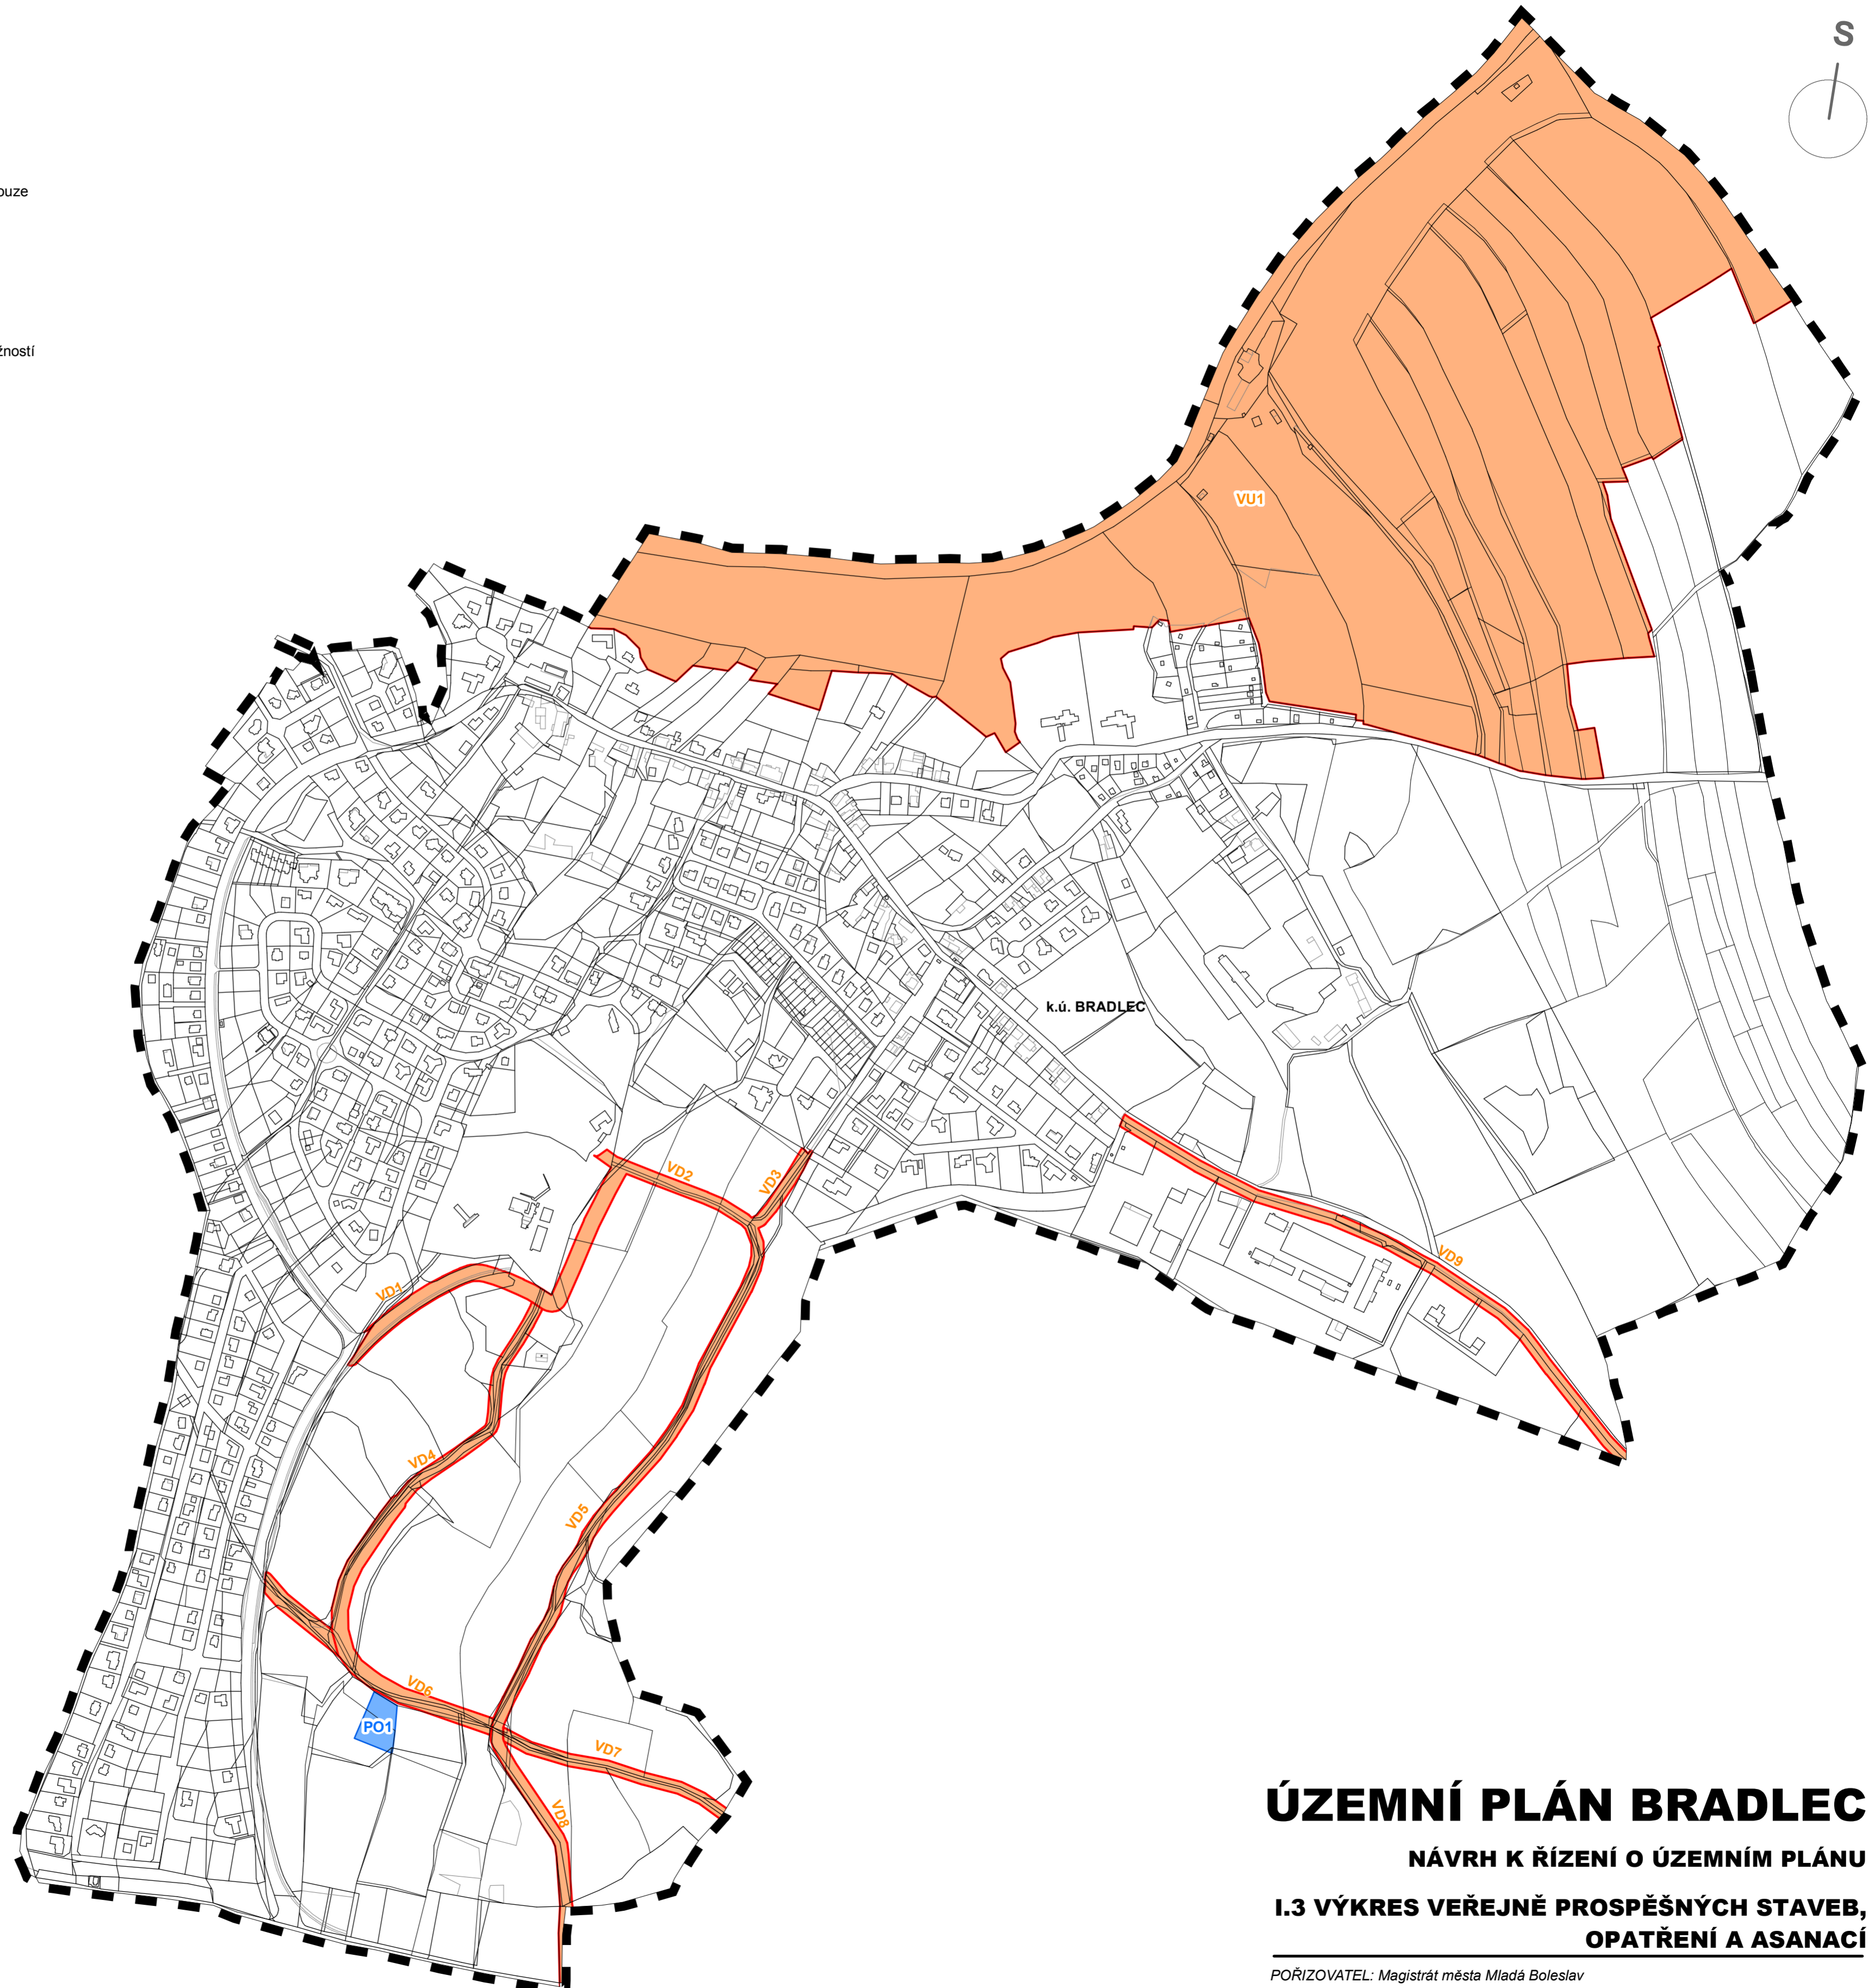 S
ouze
žností
VU1
k.ú. BRADLEC
VD2
VD3
VD1
VD9
VD4
VD5
VD6
PO1
VD7
VD8
ÚZEMNÍ PLÁN BRADLEC
NÁVRH K ŘÍZENÍ O ÚZEMNÍM PLÁNU
I.3 VÝKRES VEŘEJNĚ PROSPĚŠNÝCH STAVEB,
OPATŘENÍ A ASANACÍ
POŘIZOVATEL: Magistrát města Mladá Boleslav